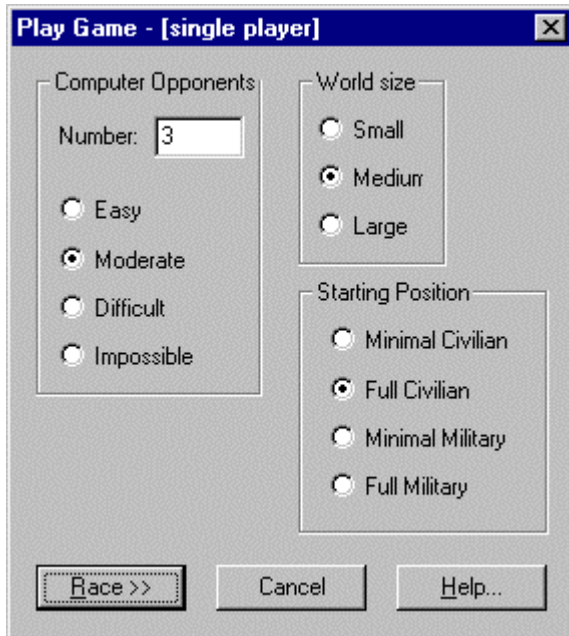 Play Game - [single player]
Computer Opponents
Number: 3
Easy
Moderate
Difficult
Impossible
World size
Small
Medium
Large
Starting Position
Minimal Civilian
Full Civilian
Minimal Military
Full Military
Race >>
Cancel
Help...